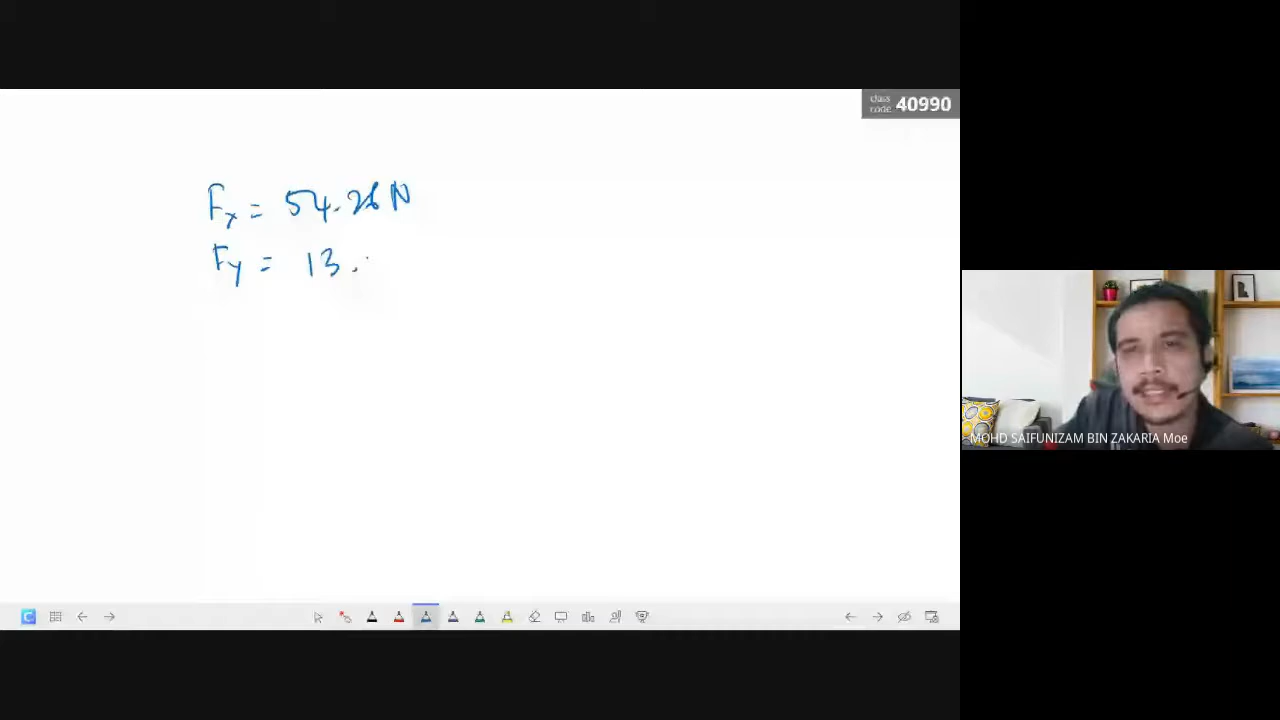 class code 40990
Fx = 54.26 N
Fy = 13.
MOHD SAIFUNIZAM BIN ZAKARIA Moe